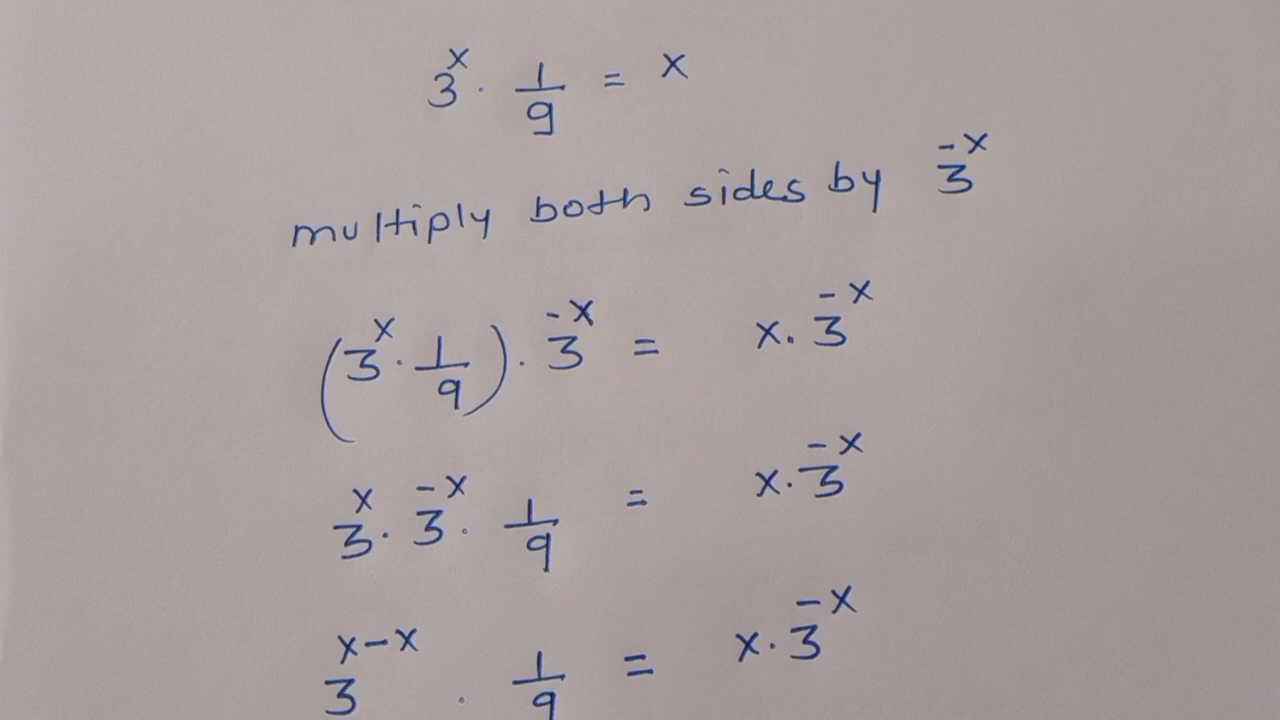 3^x · 1/9 = x
multiply both sides by 3^-x
(3^x · 1/9) · 3^-x = x · 3^-x
3^x · 3^-x · 1/9 = x · 3^-x
3^x-x · 1/9 = x · 3^-x